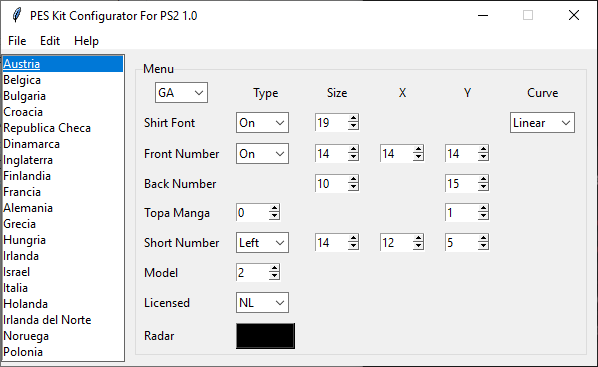 PES Kit Configurator For PS2 1.0
File Edit Help
Austria
Belgica
Bulgaria
Croacia
Republica Checa
Dinamarca
Inglaterra
Finlandia
Francia
Alemania
Grecia
Hungria
Irlanda
Israel
Italia
Holanda
Irlanda del Norte
Noruega
Polonia
Menu
GA Type Size X Y Curve
Shirt Font On 19 Linear
Front Number On 14 14 14
Back Number 10 15
Topa Manga 0 1
Short Number Left 14 12 5
Model 2
Licensed NL
Radar